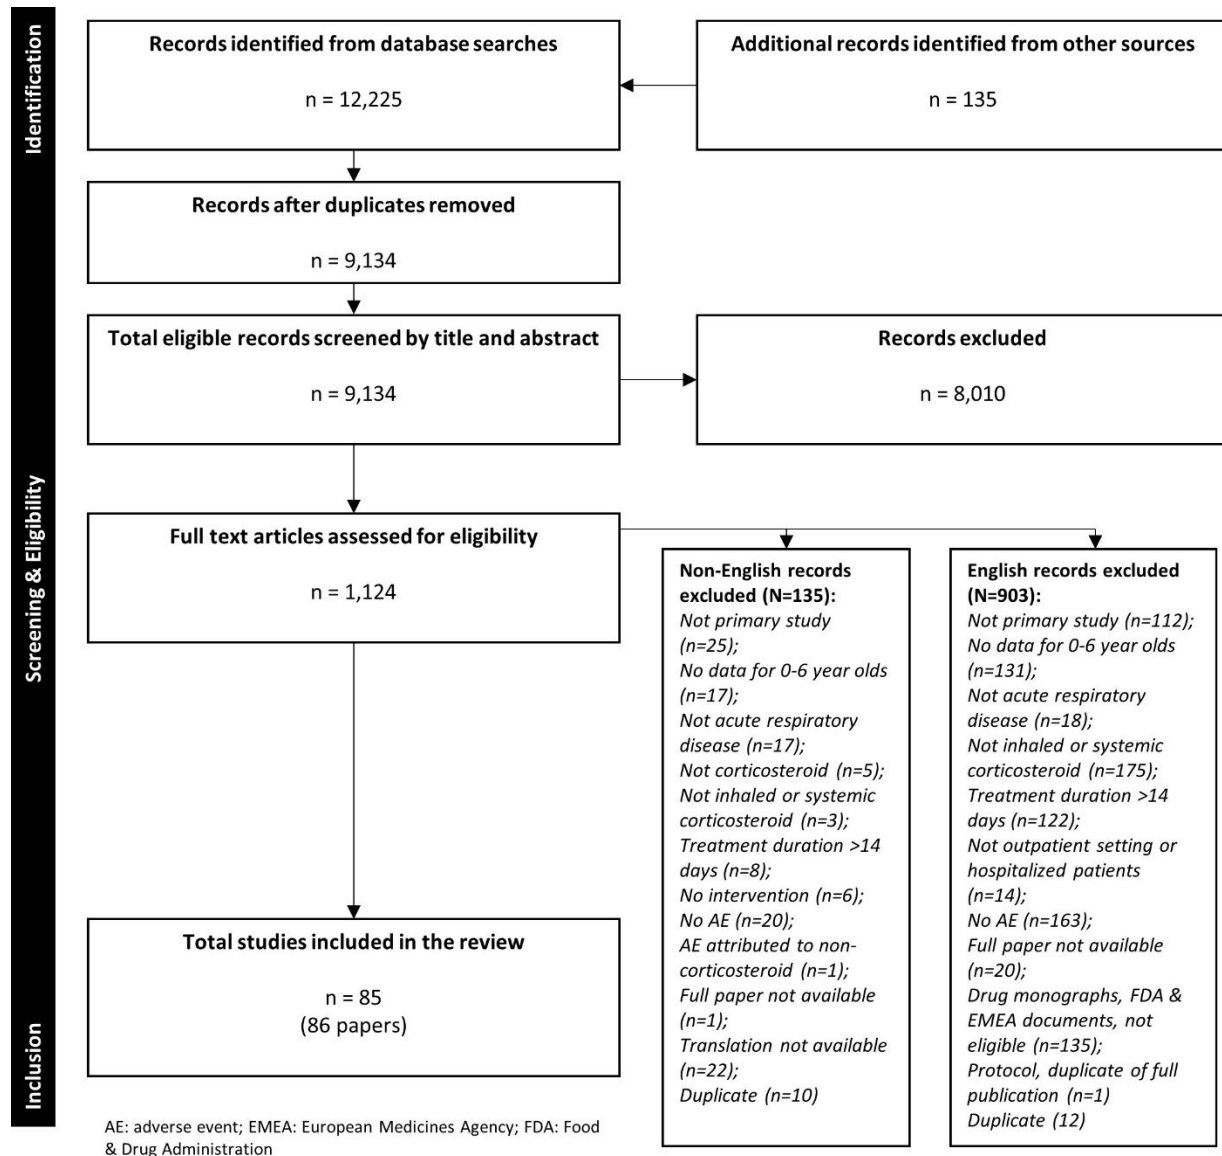 Identification
Records identified from database searches
n = 12,225
Additional records identified from other sources
n = 135
Records after duplicates removed
n = 9,134
Screening & Eligibility
Total eligible records screened by title and abstract
n = 9,134
Records excluded
n = 8,010
Full text articles assessed for eligibility
n = 1,124
Non-English records
excluded (N=135):
Not primary study
(n=25);
No data for 0-6 year olds
(n=17);
Not acute respiratory
disease (n=17);
Not corticosteroid (n=5);
Not inhaled or systemic
corticosteroid (n=3);
Treatment duration >14
days (n=8);
No intervention (n=6);
No AE (n=20);
AE attributed to non-
corticosteroid (n=1);
Full paper not available
(n=1);
Translation not available
(n=22);
Duplicate (n=10)
English records excluded
(N=903):
Not primary study (n=112);
No data for 0-6 year olds
(n=131);
Not acute respiratory
disease (n=18);
Not inhaled or systemic
corticosteroid (n=175);
Treatment duration >14
days (n=122);
Not outpatient setting or
hospitalized patients
(n=14);
No AE (n=163);
Full paper not available
(n=20);
Drug monographs, FDA &
EMEA documents, not
eligible (n=135);
Protocol, duplicate of full
publication (n=1)
Duplicate (12)
Inclusion
Total studies included in the review
n = 85
(86 papers)
AE: adverse event; EMEA: European Medicines Agency; FDA: Food
& Drug Administration